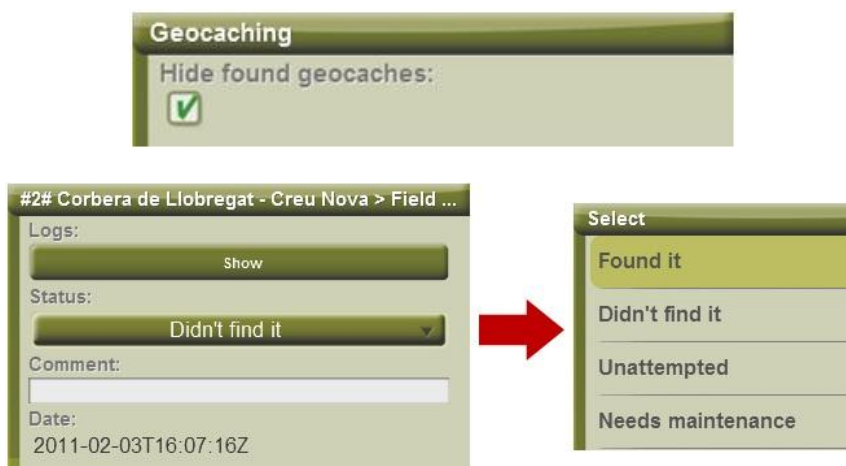 Geocaching
Hide found geocaches:
#2# Corbera de Llobregat - Creu Nova > Field ...
Logs:
Show
Status:
Didn't find it
Comment:
Date:
2011-02-03T16:07:16Z
Select
Found it
Didn't find it
Unattempted
Needs maintenance